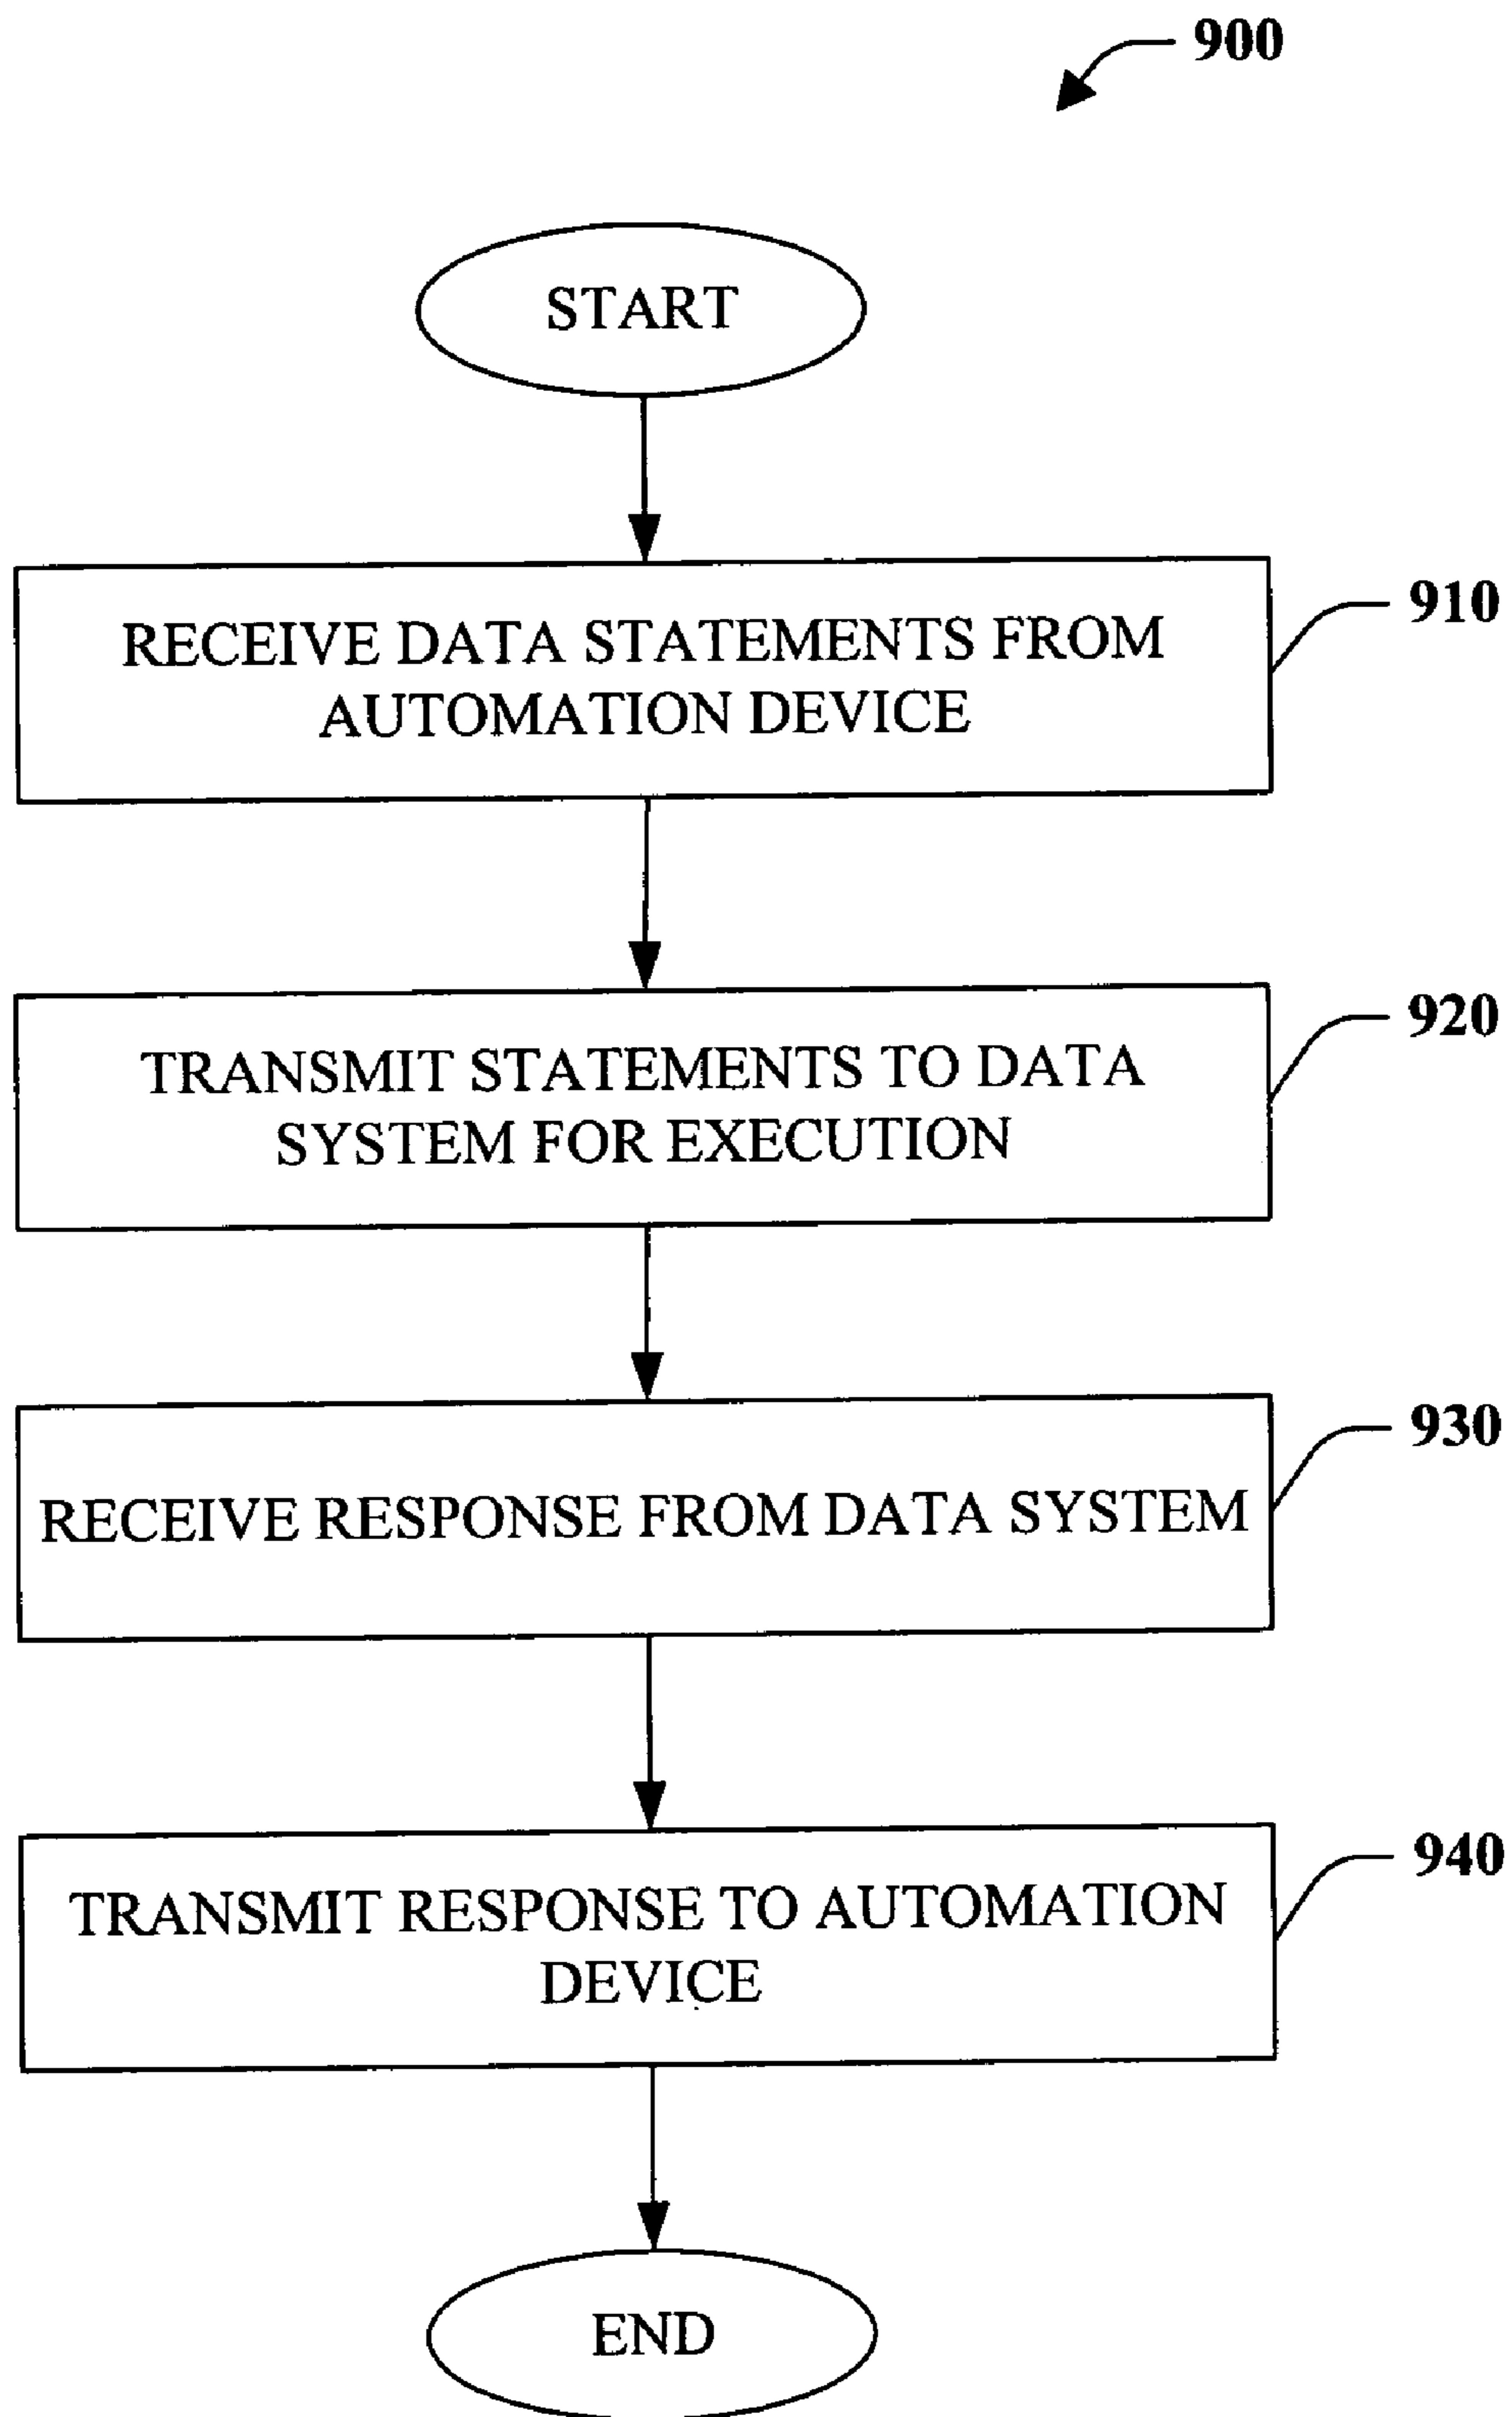 900
START
RECEIVE DATA STATEMENTS FROM
AUTOMATION DEVICE
910
TRANSMIT STATEMENTS TO DATA
SYSTEM FOR EXECUTION
920
RECEIVE RESPONSE FROM DATA SYSTEM
930
TRANSMIT RESPONSE TO AUTOMATION
DEVICE
940
END